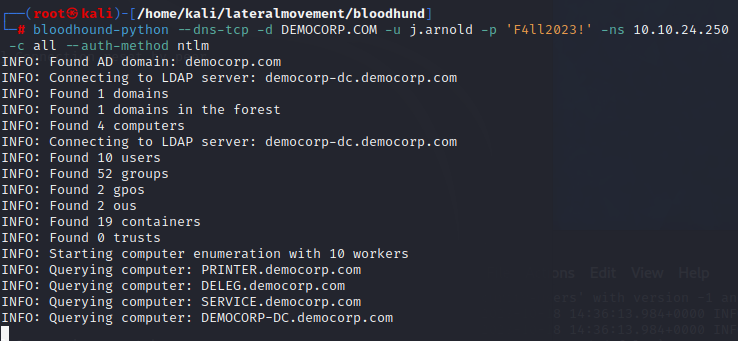 ┌──(root㉿kali)-[/home/kali/lateralmovement/bloodhund]
└─# bloodhound-python --dns-tcp -d DEMOCORP.COM -u j.arnold -p 'F4ll2023!' -ns 10.10.24.250
-c all --auth-method ntlm
INFO: Found AD domain: democorp.com
INFO: Connecting to LDAP server: democorp-dc.democorp.com
INFO: Found 1 domains
INFO: Found 1 domains in the forest
INFO: Found 4 computers
INFO: Connecting to LDAP server: democorp-dc.democorp.com
INFO: Found 10 users
INFO: Found 52 groups
INFO: Found 2 gpos
INFO: Found 2 ous
INFO: Found 19 containers
INFO: Found 0 trusts
INFO: Starting computer enumeration with 10 workers
INFO: Querying computer: PRINTER.democorp.com
INFO: Querying computer: DELEG.democorp.com
INFO: Querying computer: SERVICE.democorp.com
INFO: Querying computer: DEMOCORP-DC.democorp.com
ons Edit View Help
ers' with version -1 a
8 14:36:13.984+0000 INF
8 14:36:13.984+0000 INF